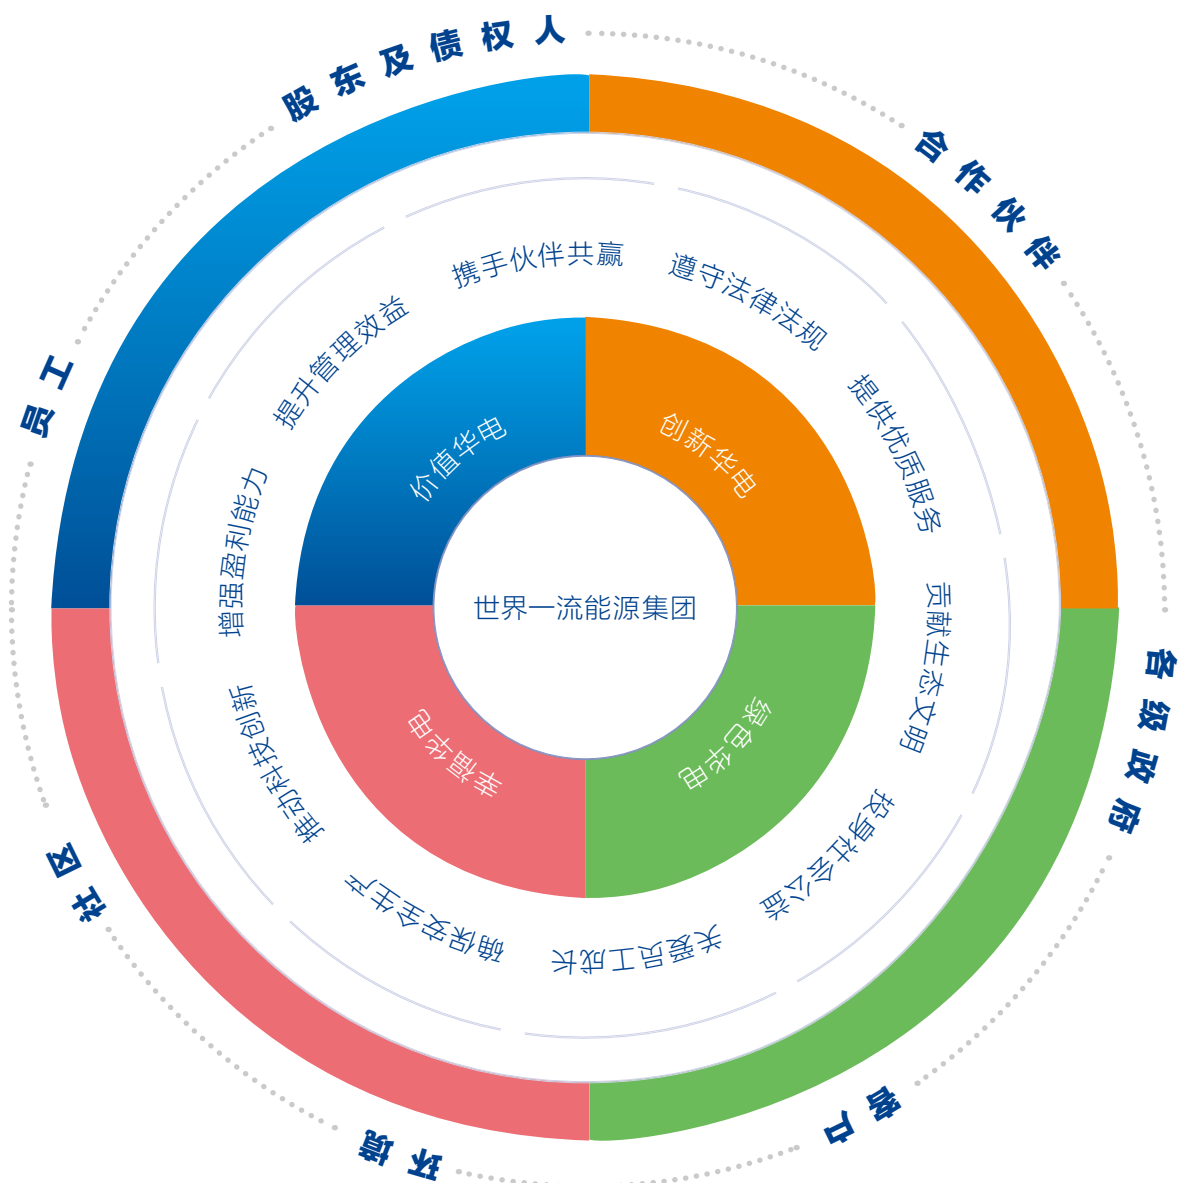 股东及债权人
合作伙伴
各级政府
客户
环境
社区
员工
携手伙伴共赢
遵守法律法规
提供优质服务
贡献生态文明
投身社会公益
关爱员工成长
确保安全生产
推动科技创新
增强盈利能力
提升管理效益
价值华电
创新华电
绿色华电
幸福华电
世界一流能源集团